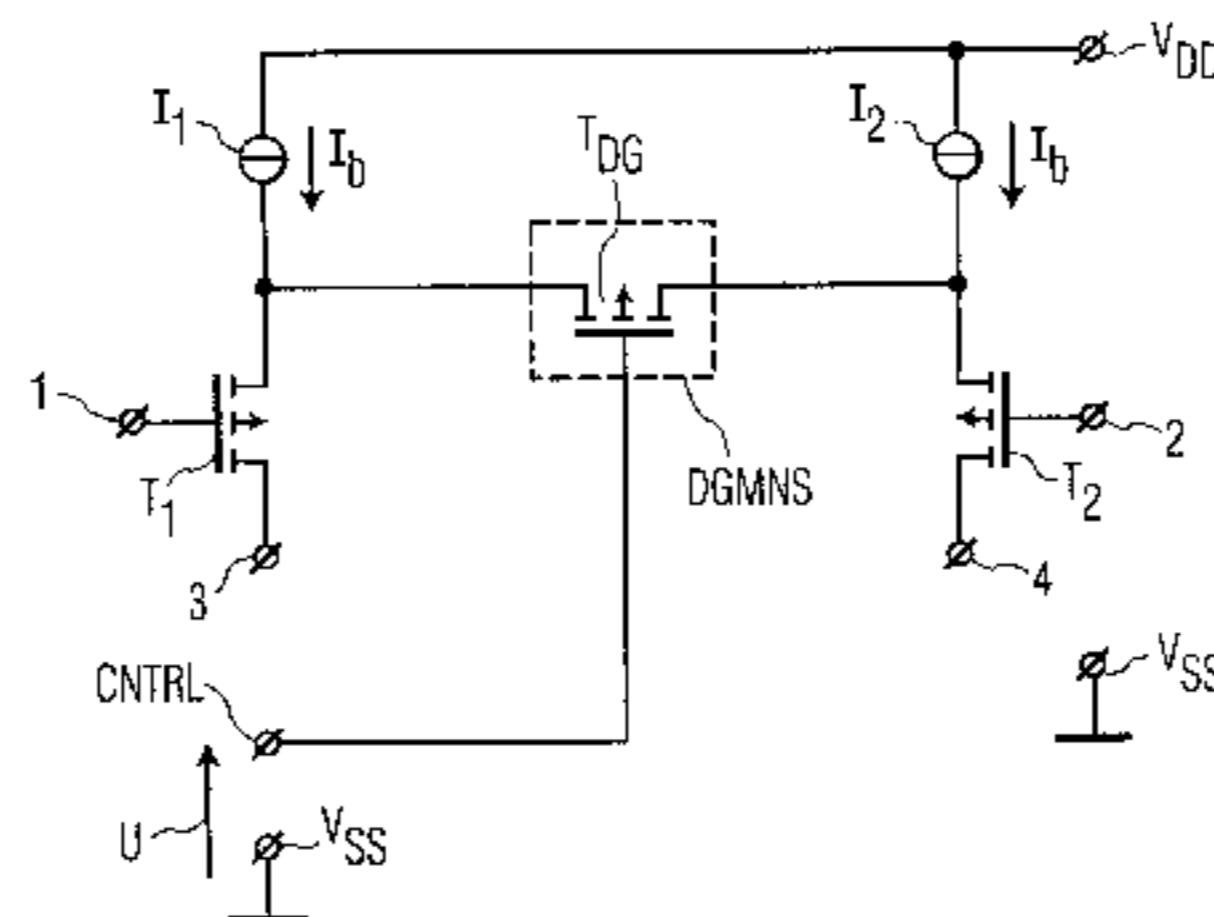 V_DD
I_1
I_b
T_DG
I_2
I_b
1
T_1
DGMNS
2
T_2
3
4
CNTRL
V_SS
U
V_SS